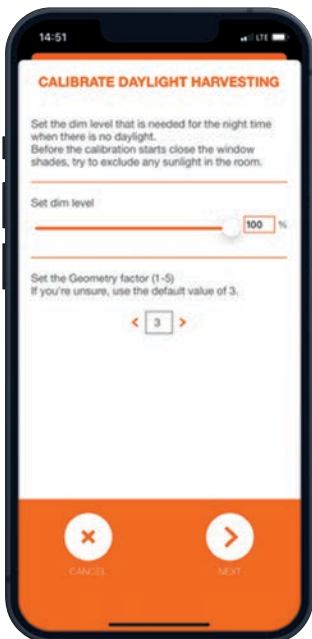 14:51
LTE
CALIBRATE DAYLIGHT HARVESTING
Set the dim level that is needed for the night time
when there is no daylight.
Before the calibration starts close the window
shades, try to exclude any sunlight in the room.
Set dim level
100 %
Set the Geometry factor (1-5)
If you're unsure, use the default value of 3.
< 3 >
CANCEL NEXT